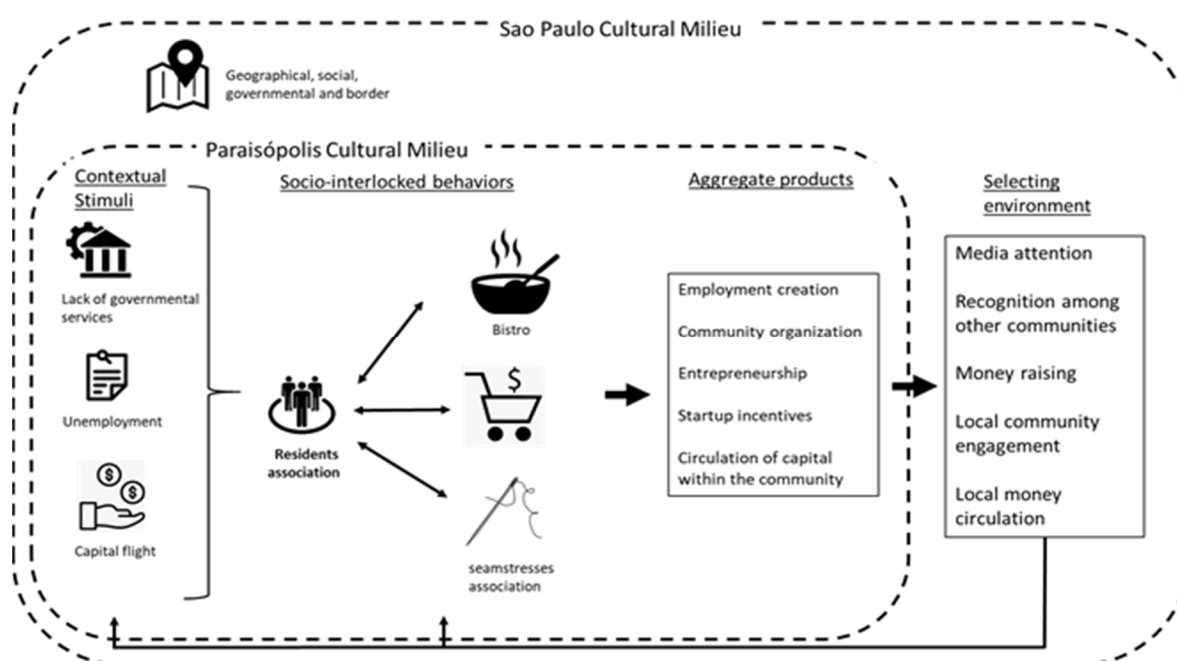 Sao Paulo Cultural Milieu
Geographical, social,
governmental and border
Paraisópolis Cultural Milieu
Contextual
Stimuli
Lack of governmental
services
Unemployment
$
$
Capital flight
Socio-interlocked behaviors
Residents
association
Bistro
$
seamstresses
association
Aggregate products
Employment creation
Community organization
Entrepreneurship
Startup incentives
Circulation of capital
within the community
Selecting
environment
Media attention
Recognition among
other communities
Money raising
Local community
engagement
Local money
circulation